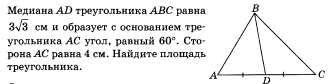 Медиана AD треугольника ABC равна
3√3 см и образует с основанием тре-
угольника AC угол, равный 60°. Сто-
рона AC равна 4 см. Найдите площадь
треугольника.
B
A
D
C